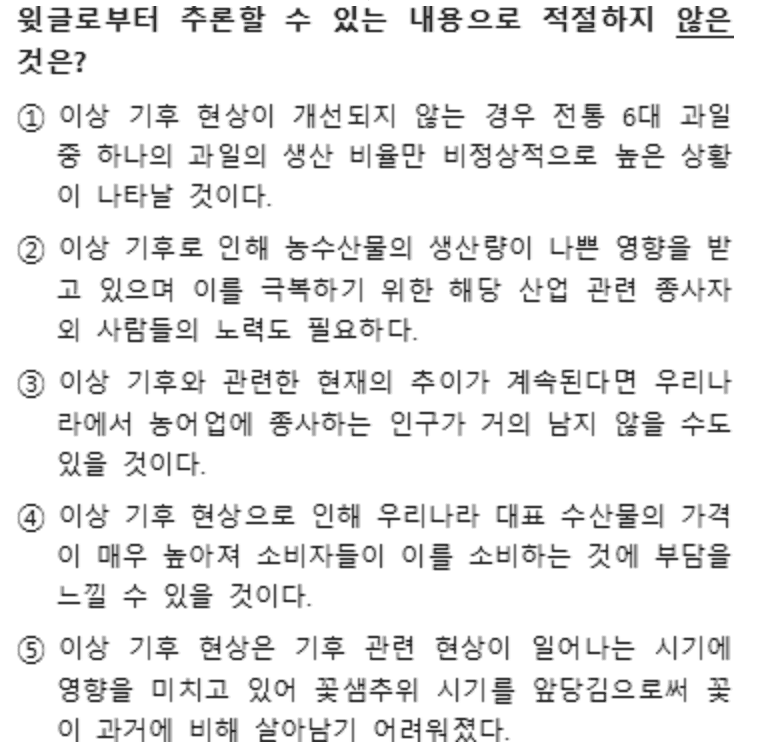 윗글로부터 추론할 수 있는 내용으로 적절하지 않은
것은?
① 이상 기후 현상이 개선되지 않는 경우 전통 6대 과일
중 하나의 과일의 생산 비율만 비정상적으로 높은 상황
이 나타날 것이다.
② 이상 기후로 인해 농수산물의 생산량이 나쁜 영향을 받
고 있으며 이를 극복하기 위한 해당 산업 관련 종사자
외 사람들의 노력도 필요하다.
③ 이상 기후와 관련한 현재의 추이가 계속된다면 우리나
라에서 농어업에 종사하는 인구가 거의 남지 않을 수도
있을 것이다.
④ 이상 기후 현상으로 인해 우리나라 대표 수산물의 가격
이 매우 높아져 소비자들이 이를 소비하는 것에 부담을
느낄 수 있을 것이다.
⑤ 이상 기후 현상은 기후 관련 현상이 일어나는 시기에
영향을 미치고 있어 꽃샘추위 시기를 앞당김으로써 꽃
이 과거에 비해 살아남기 어려워졌다.